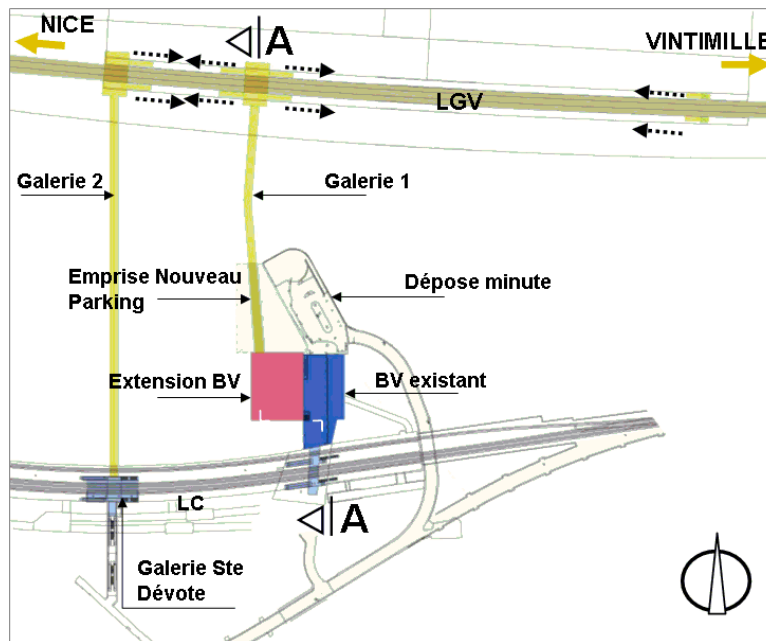 NICE
A
VINTIMILLE
LGV
Galerie 2
Galerie 1
Emprise Nouveau
Parking
Dépose minute
Extension BV
BV existant
LC
A
Galerie Ste
Dévote